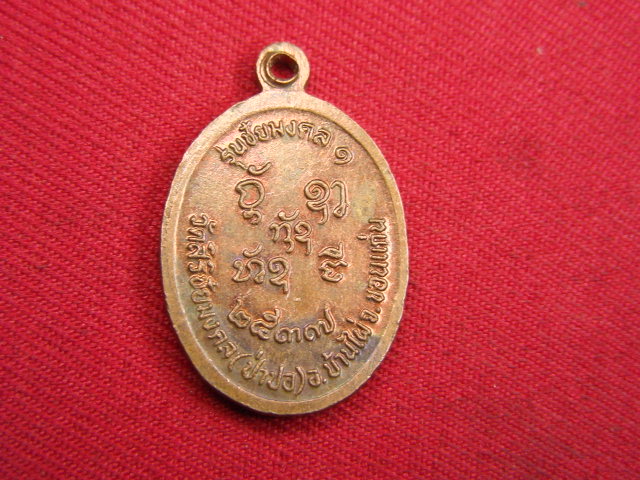 รุ่นชัยมงคล ๑
๒๕๓๗
วัดสิริชัยมงคล(ป่าปอ)อ.บ้านไผ่ จ.ขอนแก่น